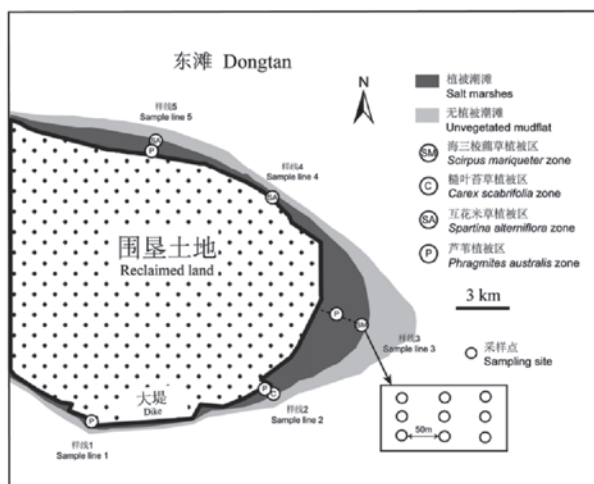 东滩 Dongtan
N
样线5
Sample line 5
SA
P
样线4
Sample line 4
SA
围垦土地
Reclaimed land
P
SM
样线3
Sample line 3
大堤
Dike
P
C
样线2
Sample line 2
P
样线1
Sample line 1
植被潮滩
Salt marshes
无植被潮滩
Unvegetated mudflat
SM
海三棱藨草植被区
Scirpus mariqueter zone
C
糙叶苔草植被区
Carex scabrifolia zone
SA
互花米草植被区
Spartina alterniflora zone
P
芦苇植被区
Phragmites australis zone
3 km
采样点
Sampling site
50m